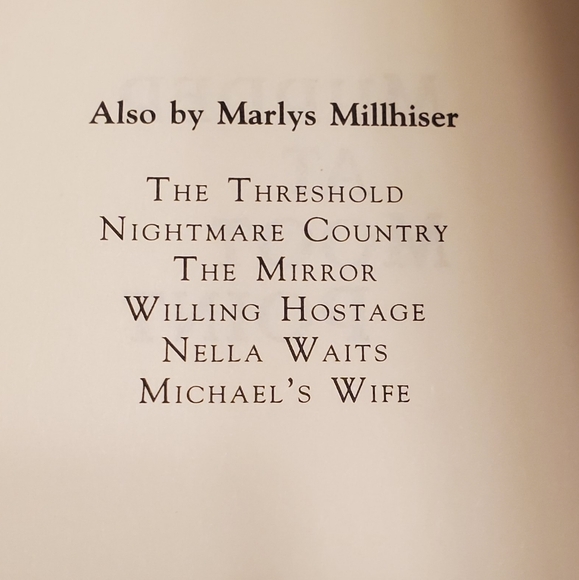 Also by Marlys Millhiser
THE THRESHOLD
NIGHTMARE COUNTRY
THE MIRROR
WILLING HOSTAGE
NELLA WAITS
MICHAEL'S WIFE